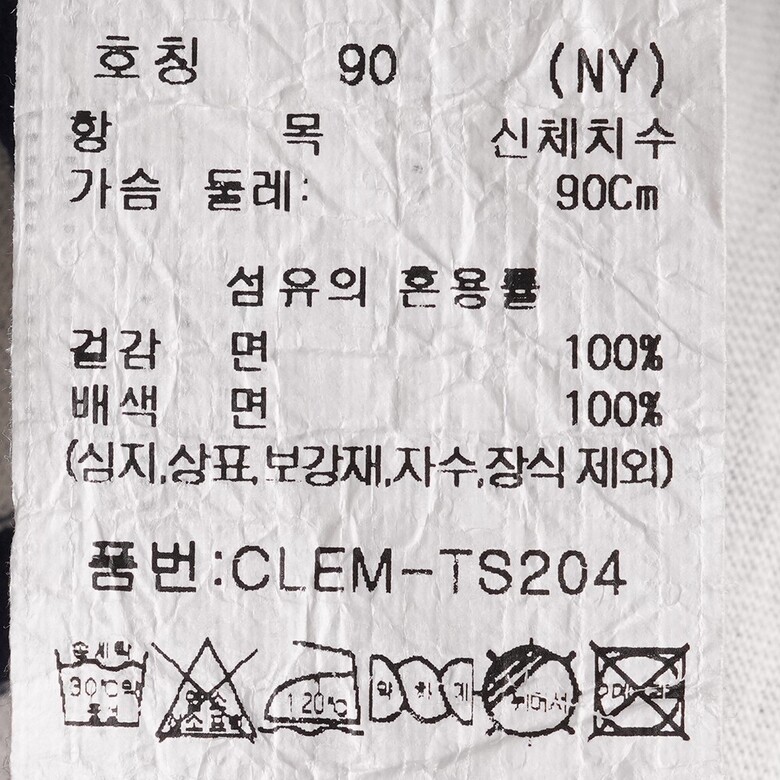 호칭 90 (NY)
항 목 신체치수
가슴 둘레: 90Cm
섬유의 혼용률
겉감 면 100%
배색 면 100%
(심지,상표,보강재,자수,장식 제외)
품번:CLEM-TS204
30℃ 120℃ 약 하 게